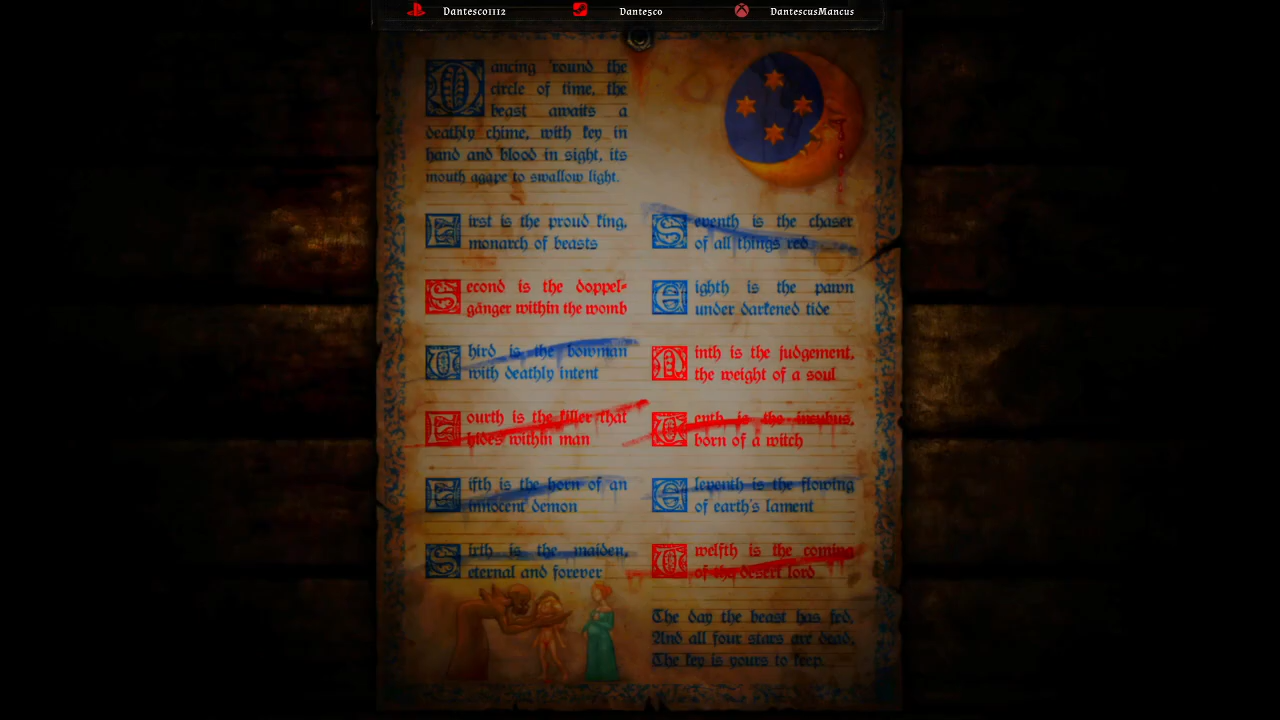 Dantesco1112
Dante5co
DantescusMancus
Dancing 'round the
circle of time, the
beast awaits a
deathly chime, with key in
hand and blood in sight, its
mouth agape to swallow light.
First is the proud king,
monarch of beasts
Second is the doppel-
gänger within the womb
Third is the bowman
with deathly intent
Fourth is the killer that
hides within man
Fifth is the horn of an
innocent demon
Sixth is the maiden,
eternal and forever
Seventh is the chaser
of all things red
Eighth is the pawn
under darkened tide
Ninth is the judgement,
the weight of a soul
Tenth is the incubus,
born of a witch
Eleventh is the flowing
of earth's lament
Twelfth is the coming
of the desert lord
The day the beast has fed,
And all four stars are dead,
The key is yours to keep.